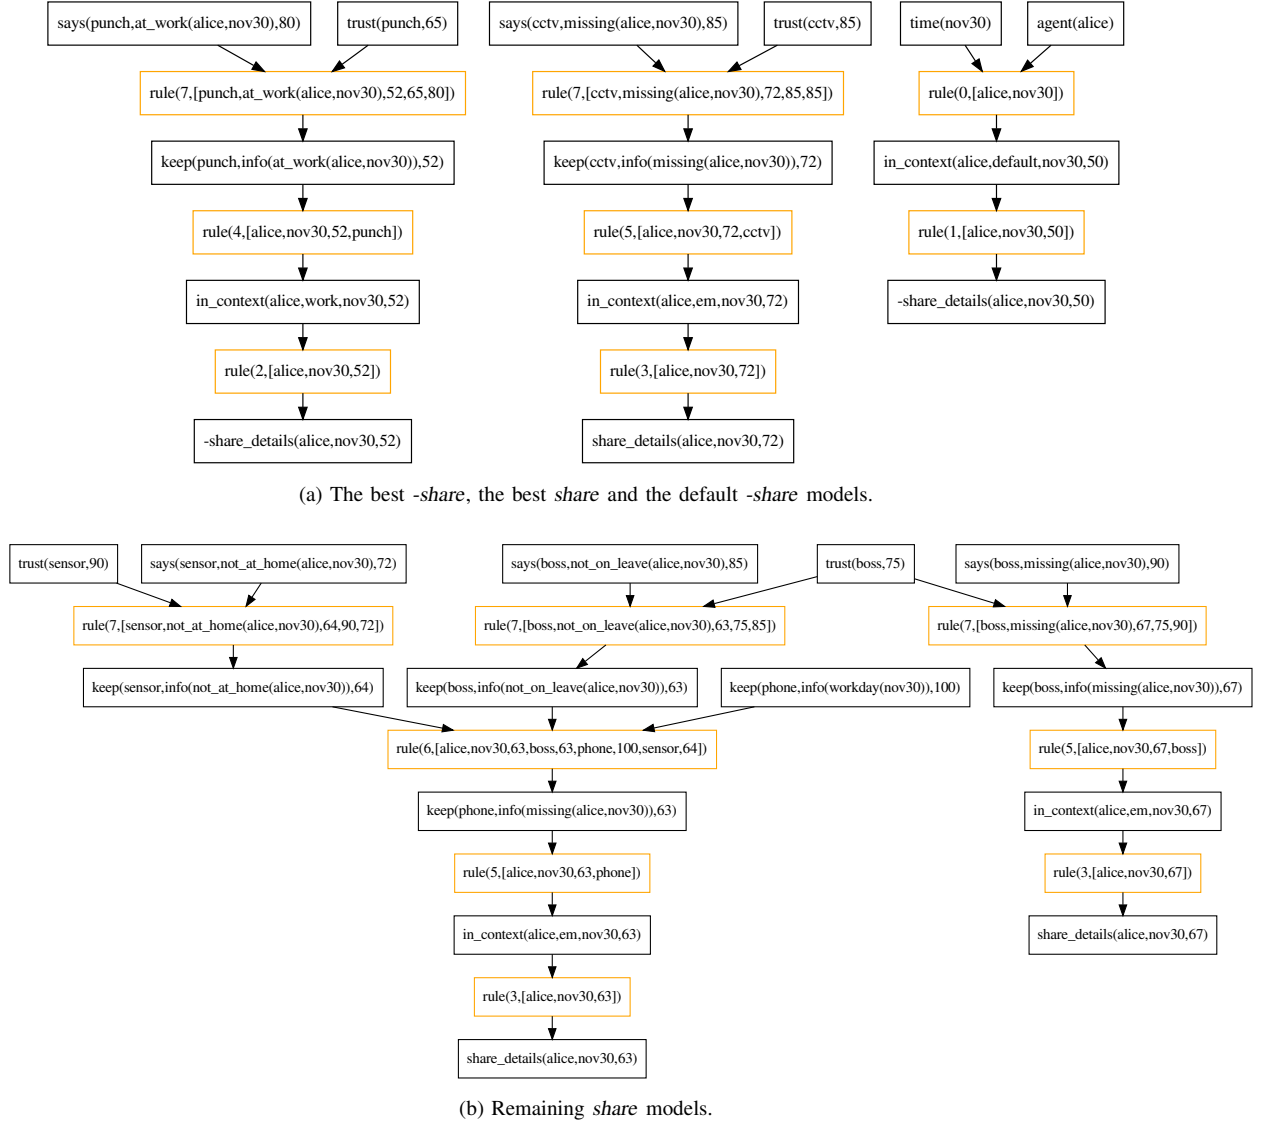 says(punch,at_work(alice,nov30),80)
trust(punch,65)
says(cctv,missing(alice,nov30),85)
trust(cctv,85)
time(nov30)
agent(alice)
rule(7,[punch,at_work(alice,nov30),52,65,80])
rule(7,[cctv,missing(alice,nov30),72,85,85])
rule(0,[alice,nov30])
keep(punch,info(at_work(alice,nov30)),52)
keep(cctv,info(missing(alice,nov30)),72)
in_context(alice,default,nov30,50)
rule(4,[alice,nov30,52,punch])
rule(5,[alice,nov30,72,cctv])
rule(1,[alice,nov30,50])
in_context(alice,work,nov30,52)
in_context(alice,em,nov30,72)
-share_details(alice,nov30,50)
rule(2,[alice,nov30,52])
rule(3,[alice,nov30,72])
-share_details(alice,nov30,52)
share_details(alice,nov30,72)
(a) The best -share, the best share and the default -share models.
trust(sensor,90)
says(sensor,not_at_home(alice,nov30),72)
says(boss,not_on_leave(alice,nov30),85)
trust(boss,75)
says(boss,missing(alice,nov30),90)
rule(7,[sensor,not_at_home(alice,nov30),64,90,72])
rule(7,[boss,not_on_leave(alice,nov30),63,75,85])
rule(7,[boss,missing(alice,nov30),67,75,90])
keep(sensor,info(not_at_home(alice,nov30)),64)
keep(boss,info(not_on_leave(alice,nov30)),63)
keep(phone,info(workday(nov30)),100)
keep(boss,info(missing(alice,nov30)),67)
rule(6,[alice,nov30,63,boss,63,phone,100,sensor,64])
rule(5,[alice,nov30,67,boss])
keep(phone,info(missing(alice,nov30)),63)
in_context(alice,em,nov30,67)
rule(5,[alice,nov30,63,phone])
rule(3,[alice,nov30,67])
in_context(alice,em,nov30,63)
share_details(alice,nov30,67)
rule(3,[alice,nov30,63])
share_details(alice,nov30,63)
(b) Remaining share models.